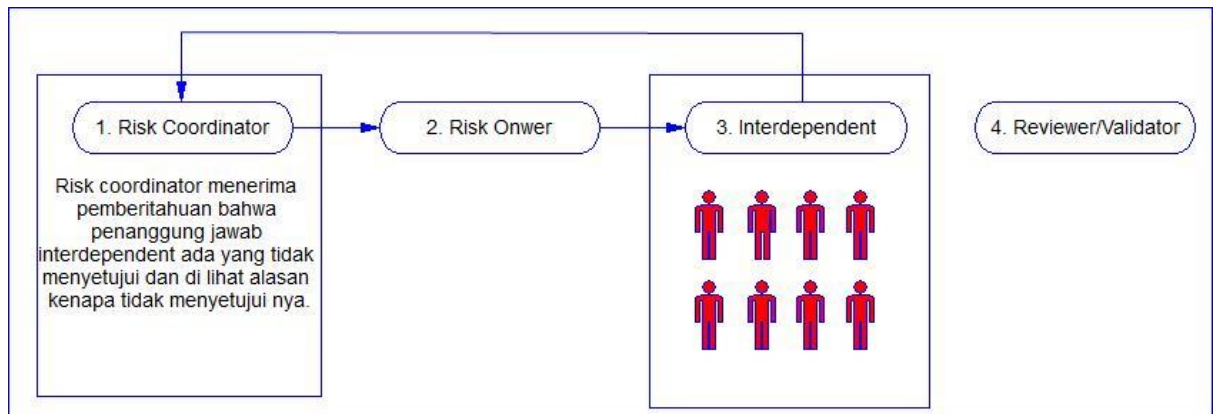 1. Risk Coordinator
2. Risk Onwer
3. Interdependent
4. Reviewer/Validator
Risk coordinator menerima
pemberitahuan bahwa
penanggung jawab
interdependent ada yang tidak
menyetujui dan di lihat alasan
kenapa tidak menyetujui nya.